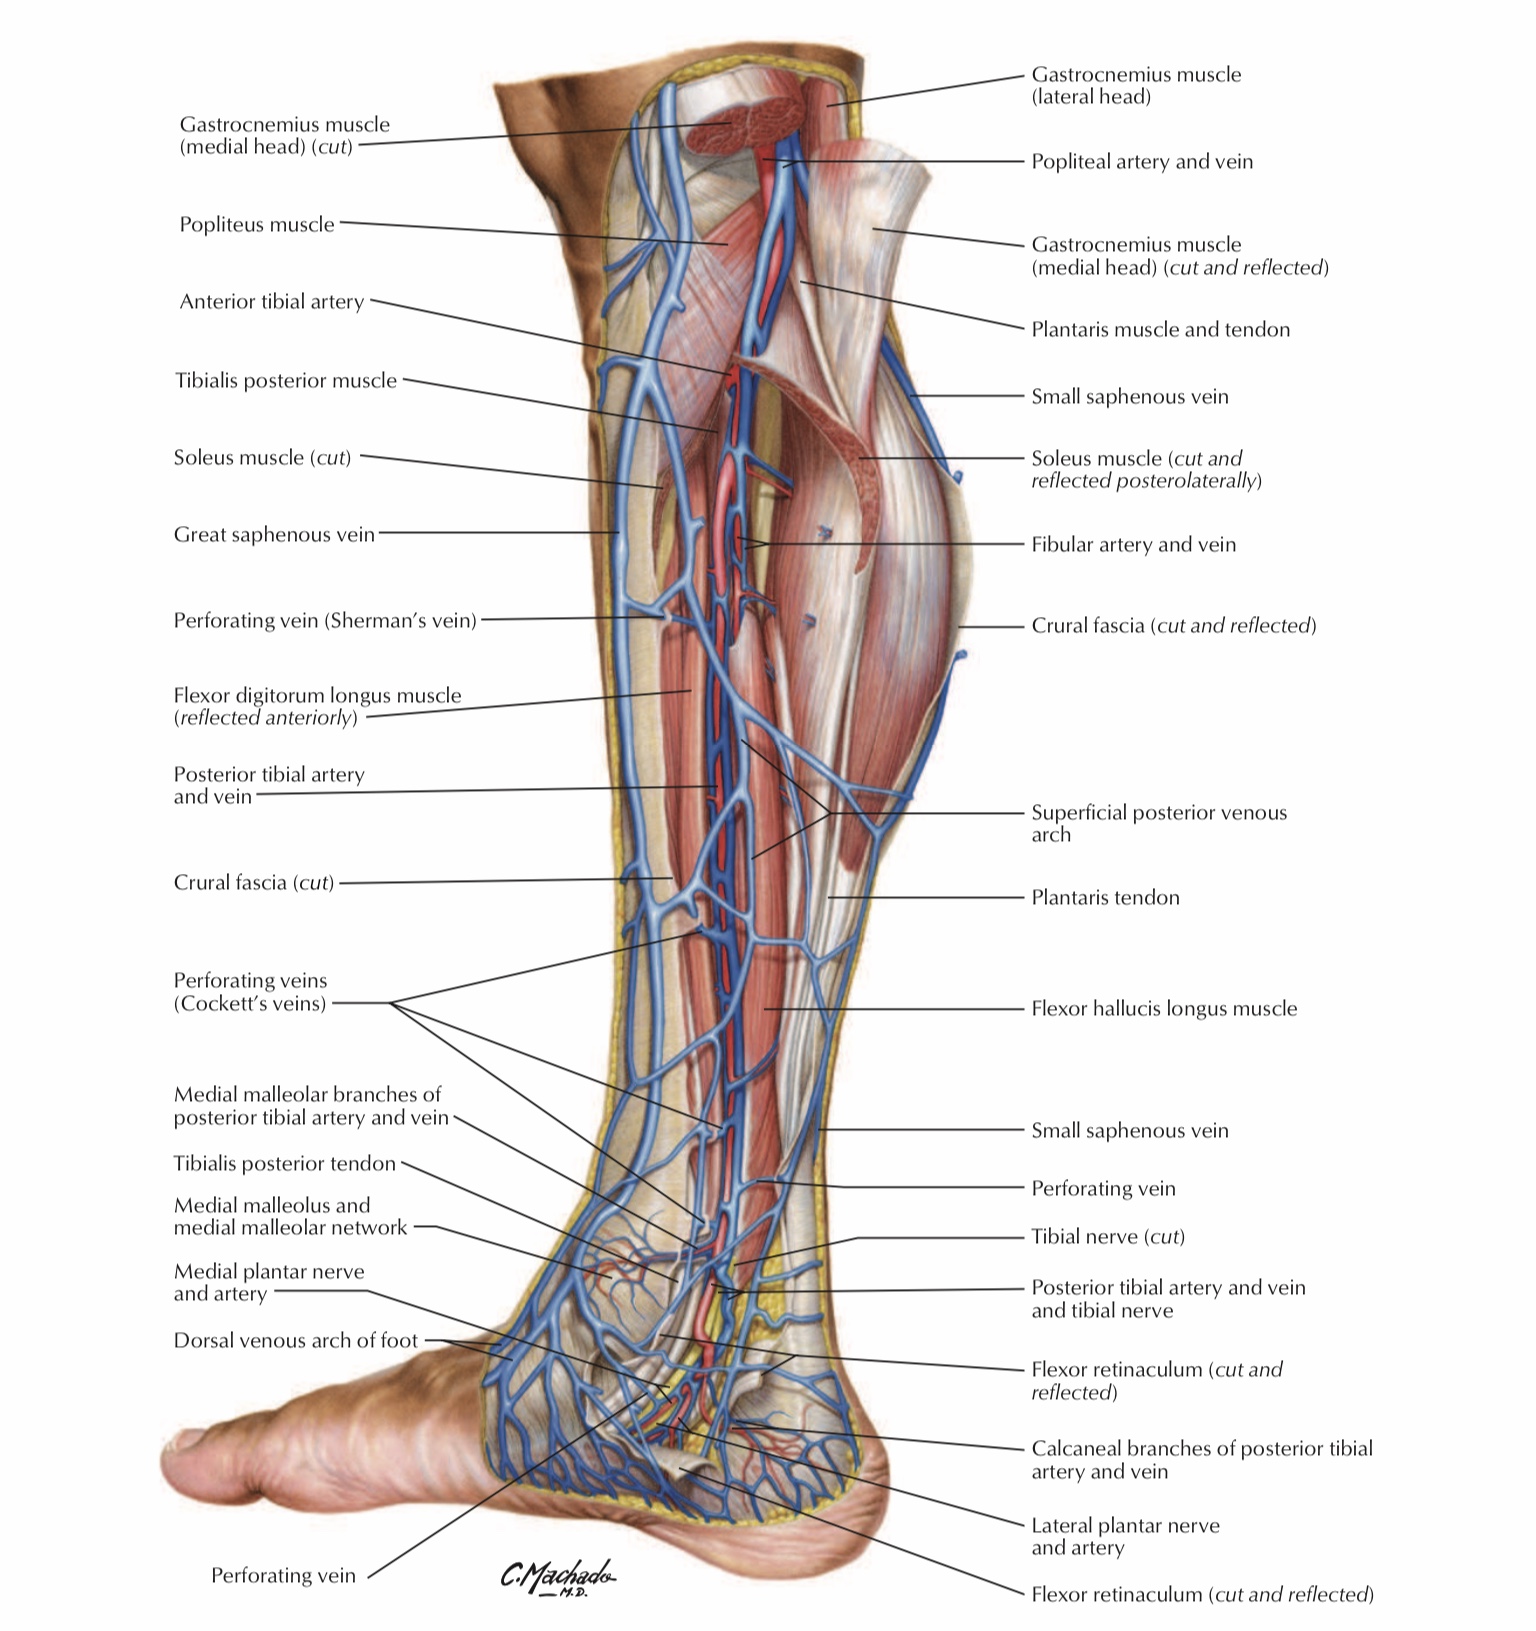 Gastrocnemius muscle
(medial head) (cut)
Popliteus muscle
Anterior tibial artery
Tibialis posterior muscle
Soleus muscle (cut)
Great saphenous vein
Perforating vein (Sherman’s vein)
Flexor digitorum longus muscle
(reflected anteriorly)
Posterior tibial artery
and vein
Crural fascia (cut)
Perforating veins
(Cockett’s veins)
Medial malleolar branches of
posterior tibial artery and vein
Tibialis posterior tendon
Medial malleolus and
medial malleolar network
Medial plantar nerve
and artery
Dorsal venous arch of foot
Perforating vein
Gastrocnemius muscle
(lateral head)
Popliteal artery and vein
Gastrocnemius muscle
(medial head) (cut and reflected)
Plantaris muscle and tendon
Small saphenous vein
Soleus muscle (cut and
reflected posterolaterally)
Fibular artery and vein
Crural fascia (cut and reflected)
Superficial posterior venous
arch
Plantaris tendon
Flexor hallucis longus muscle
Small saphenous vein
Perforating vein
Tibial nerve (cut)
Posterior tibial artery and vein
and tibial nerve
Flexor retinaculum (cut and
reflected)
Calcaneal branches of posterior tibial
artery and vein
Lateral plantar nerve
and artery
Flexor retinaculum (cut and reflected)
C.Machado
M.D.